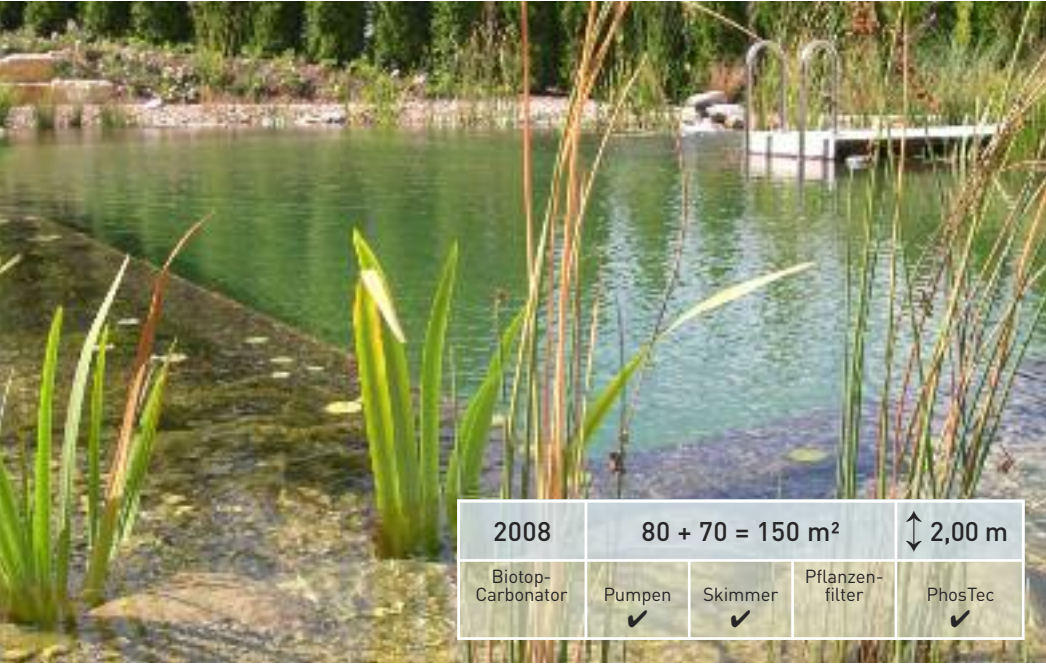 2008 80 + 70 = 150 m² ↕ 2,00 m
Biotop-
Carbonator Pumpen ✔ Skimmer ✔ Pflanzen-
filter PhosTec ✔